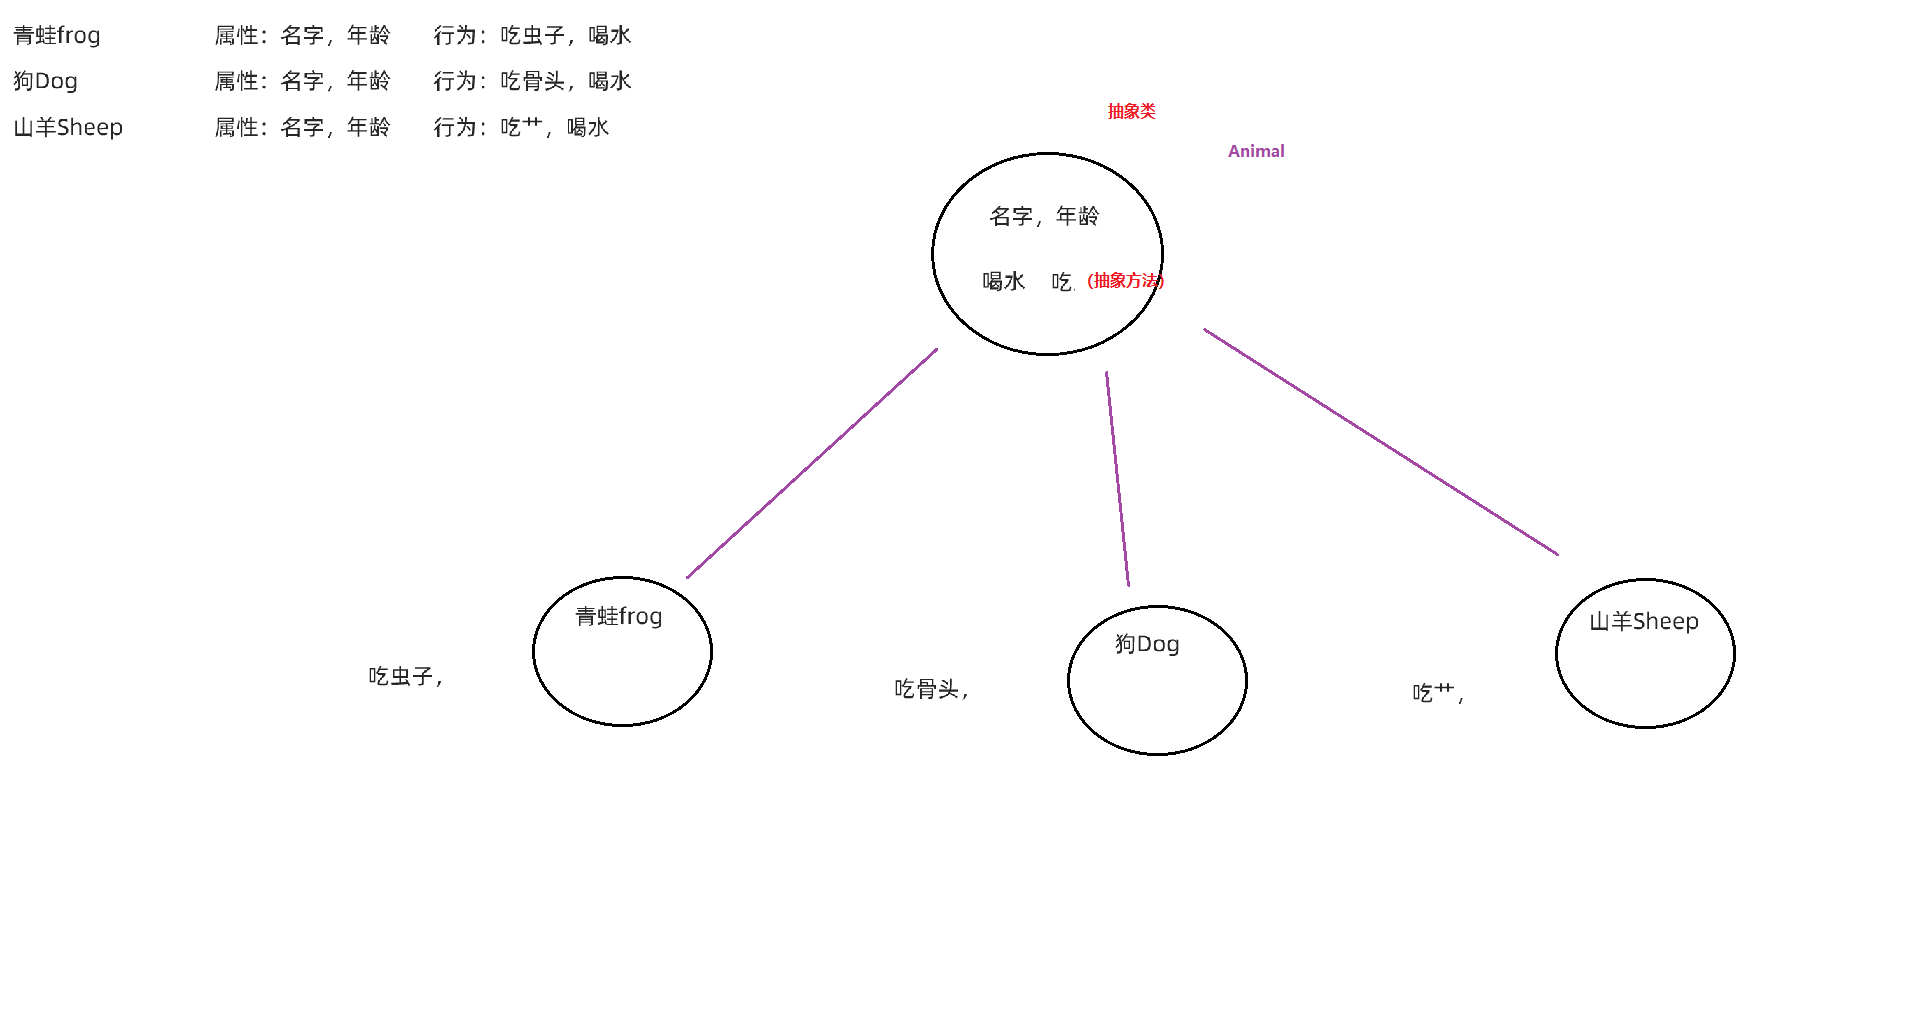 青蛙frog 属性：名字，年龄 行为：吃虫子，喝水
狗Dog 属性：名字，年龄 行为：吃骨头，喝水
山羊Sheep 属性：名字，年龄 行为：吃艹，喝水
抽象类
Animal
名字，年龄
喝水 吃 (抽象方法)
青蛙frog
吃虫子，
狗Dog
吃骨头，
山羊Sheep
吃艹，